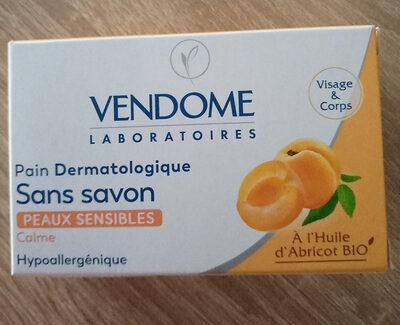 VENDOME
LABORATOIRES
Visage
&
Corps
Pain Dermatologique
Sans savon
PEAUX SENSIBLES
Calme
Hypoallergénique
À l'Huile
d'Abricot BIO